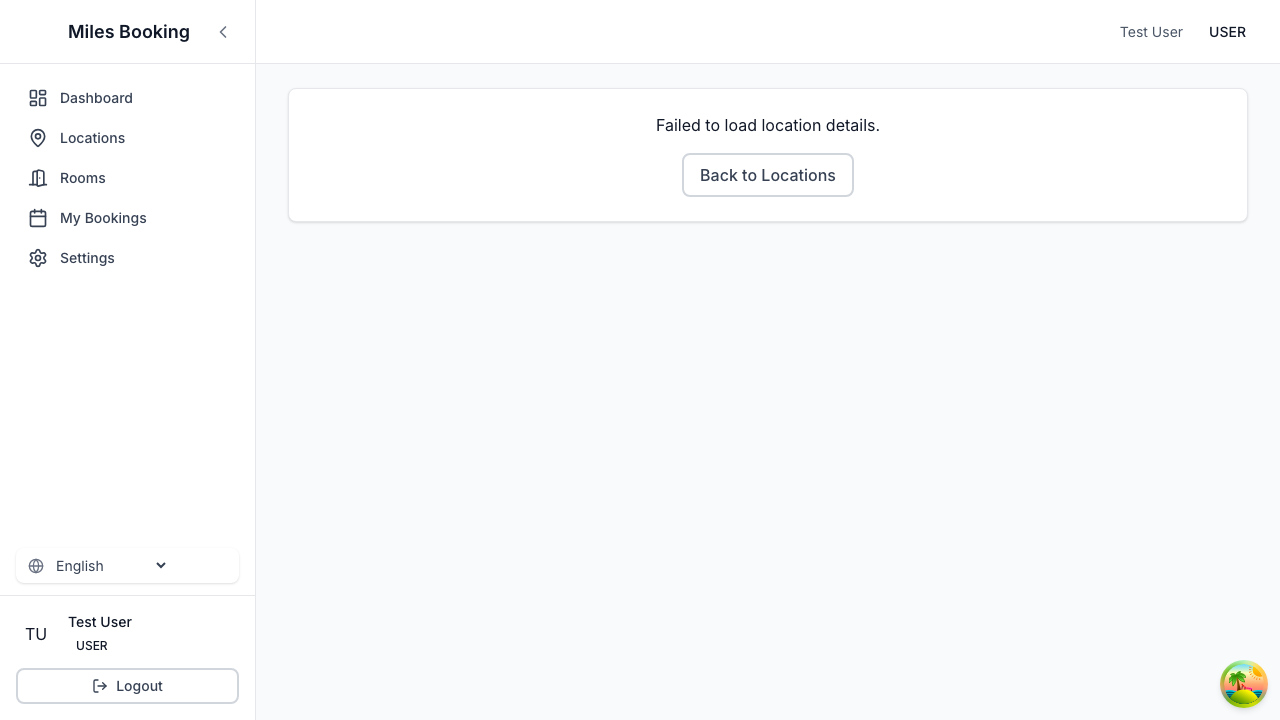 Miles Booking
Test User
USER
Dashboard
Locations
Rooms
My Bookings
Settings
Failed to load location details.
Back to Locations
English
TU
Test User
USER
Logout